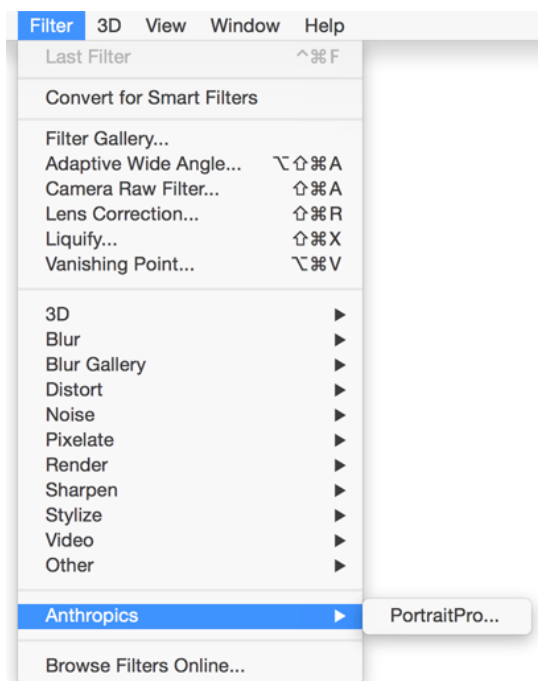 Filter 3D View Window Help
Last Filter ^⌘F
Convert for Smart Filters
Filter Gallery...
Adaptive Wide Angle... ⌥⇧⌘A
Camera Raw Filter... ⇧⌘A
Lens Correction... ⇧⌘R
Liquify... ⇧⌘X
Vanishing Point... ⌥⌘V
3D
Blur
Blur Gallery
Distort
Noise
Pixelate
Render
Sharpen
Stylize
Video
Other
Anthropics PortraitPro...
Browse Filters Online...